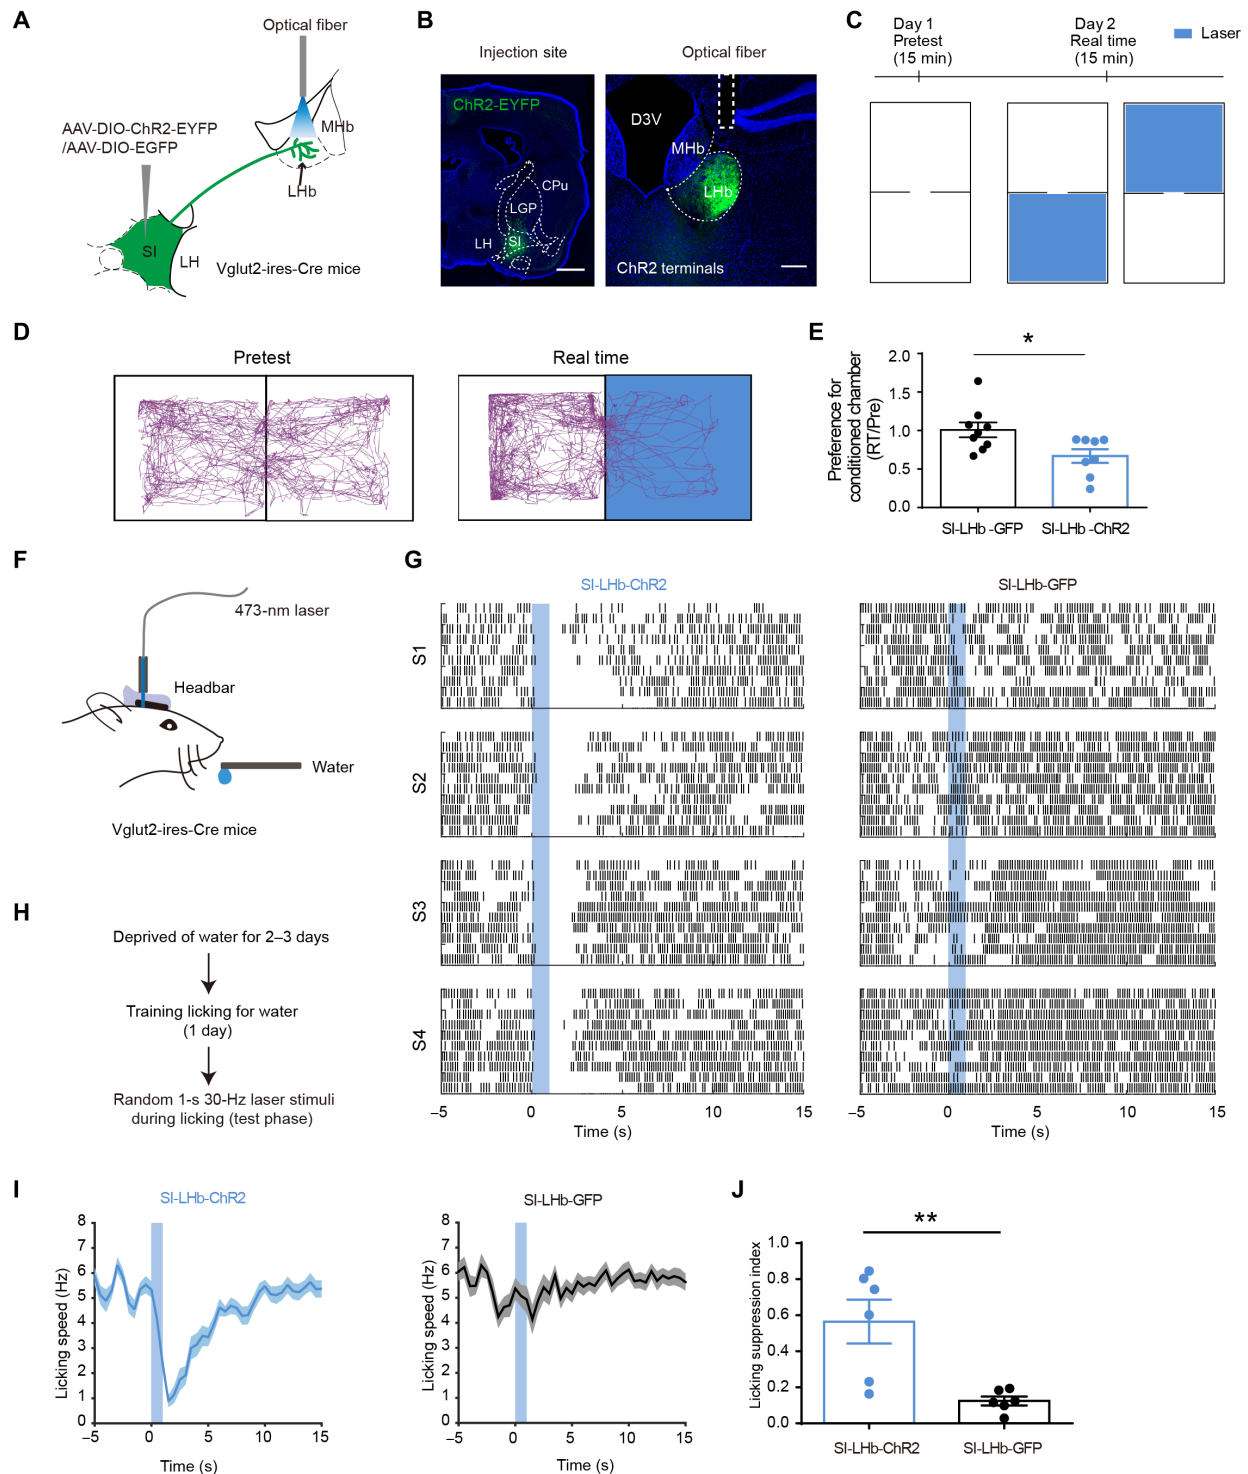 A
Optical fiber
AAV-DIO-ChR2-EYFP
/AAV-DIO-EGFP
MHb
LHb
SI
LH
Vglut2-ires-Cre mice
B
Injection site
Optical fiber
ChR2-EYFP
CPu
LGP
LH
SI
D3V
MHb
LHb
ChR2 terminals
C
Day 1
Pretest
(15 min)
Day 2
Real time
(15 min)
Laser
D
Pretest
Real time
E
*
Preference for
conditioned chamber
(RT/Pre)
2.0
1.5
1.0
0.5
0.0
SI-LHb -GFP
SI-LHb -ChR2
F
473-nm laser
Headbar
Water
Vglut2-ires-Cre mice
G
SI-LHb-ChR2
SI-LHb-GFP
S1
S2
S3
S4
−5 0 5 10 15
Time (s)
−5 0 5 10 15
Time (s)
H
Deprived of water for 2–3 days
Training licking for water
(1 day)
Random 1-s 30-Hz laser stimuli
during licking (test phase)
I
SI-LHb-ChR2
Licking speed (Hz)
8
7
6
5
4
3
2
1
0
−5 0 5 10 15
Time (s)
SI-LHb-GFP
Licking speed (Hz)
8
7
6
5
4
3
2
1
0
−5 0 5 10 15
Time (s)
J
**
Licking suppression index
1.0
0.8
0.6
0.4
0.2
0.0
SI-LHb-ChR2
SI-LHb-GFP